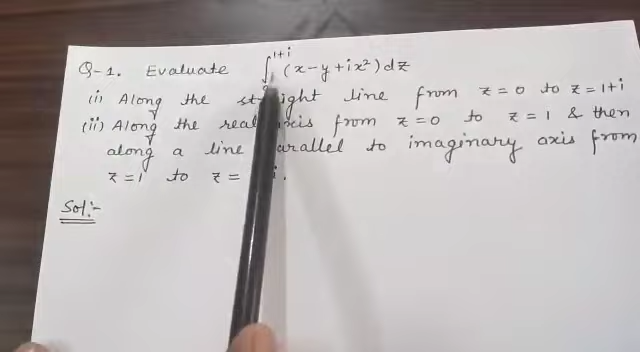 Q-1. Evaluate ∫^{1+i} (x-y+ix²) dz
(i) Along the straight line from z=0 to z=1+i
(ii) Along the real axis from z=0 to z=1 & then
along a line parallel to imaginary axis from
z=1 to z= i.
Sol:-